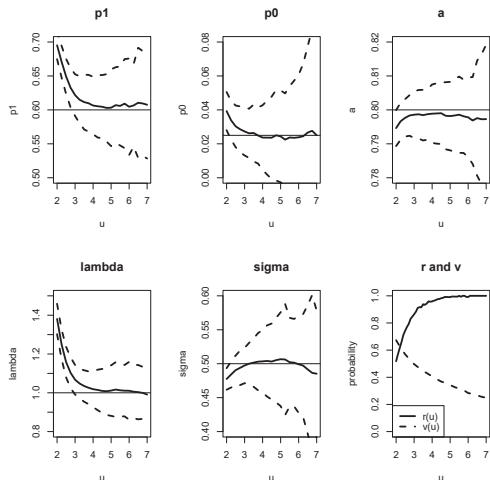 p1
p1
0.50 0.55 0.60 0.65 0.70
2 3 4 5 6 7
u
p0
p0
0.00 0.02 0.04 0.06 0.08
2 3 4 5 6 7
u
a
a
0.78 0.79 0.80 0.81 0.82
2 3 4 5 6 7
u
lambda
lambda
0.8 1.0 1.2 1.4
2 3 4 5 6 7
u
sigma
sigma
0.40 0.45 0.50 0.55 0.60
2 3 4 5 6 7
u
r and v
probability
0.0 0.2 0.4 0.6 0.8 1.0
r(u)
v(u)
2 3 4 5 6 7
u